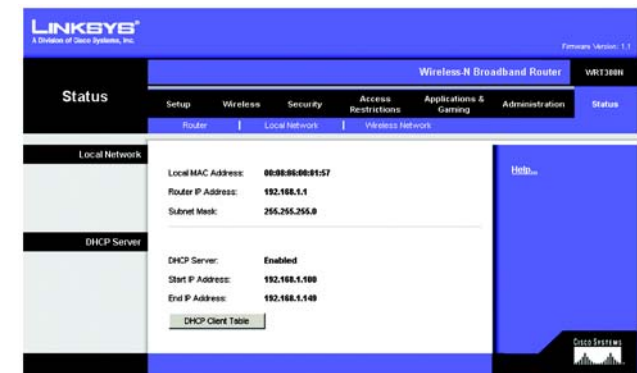 LINKSYS®
A Division of Cisco Systems, Inc.
Firmware Version: 1.1
Wireless-N Broadband Router WRT300N
Status
Setup Wireless Security Access Restrictions Applications & Gaming Administration Status
Router | Local Network | Wireless Network
Local Network
Local MAC Address: 00:08:86:00:01:57
Router IP Address: 192.168.1.1
Subnet Mask: 255.255.255.0
Help...
DHCP Server
DHCP Server: Enabled
Start IP Address: 192.168.1.100
End IP Address: 192.168.1.149
DHCP Client Table
CISCO SYSTEMS